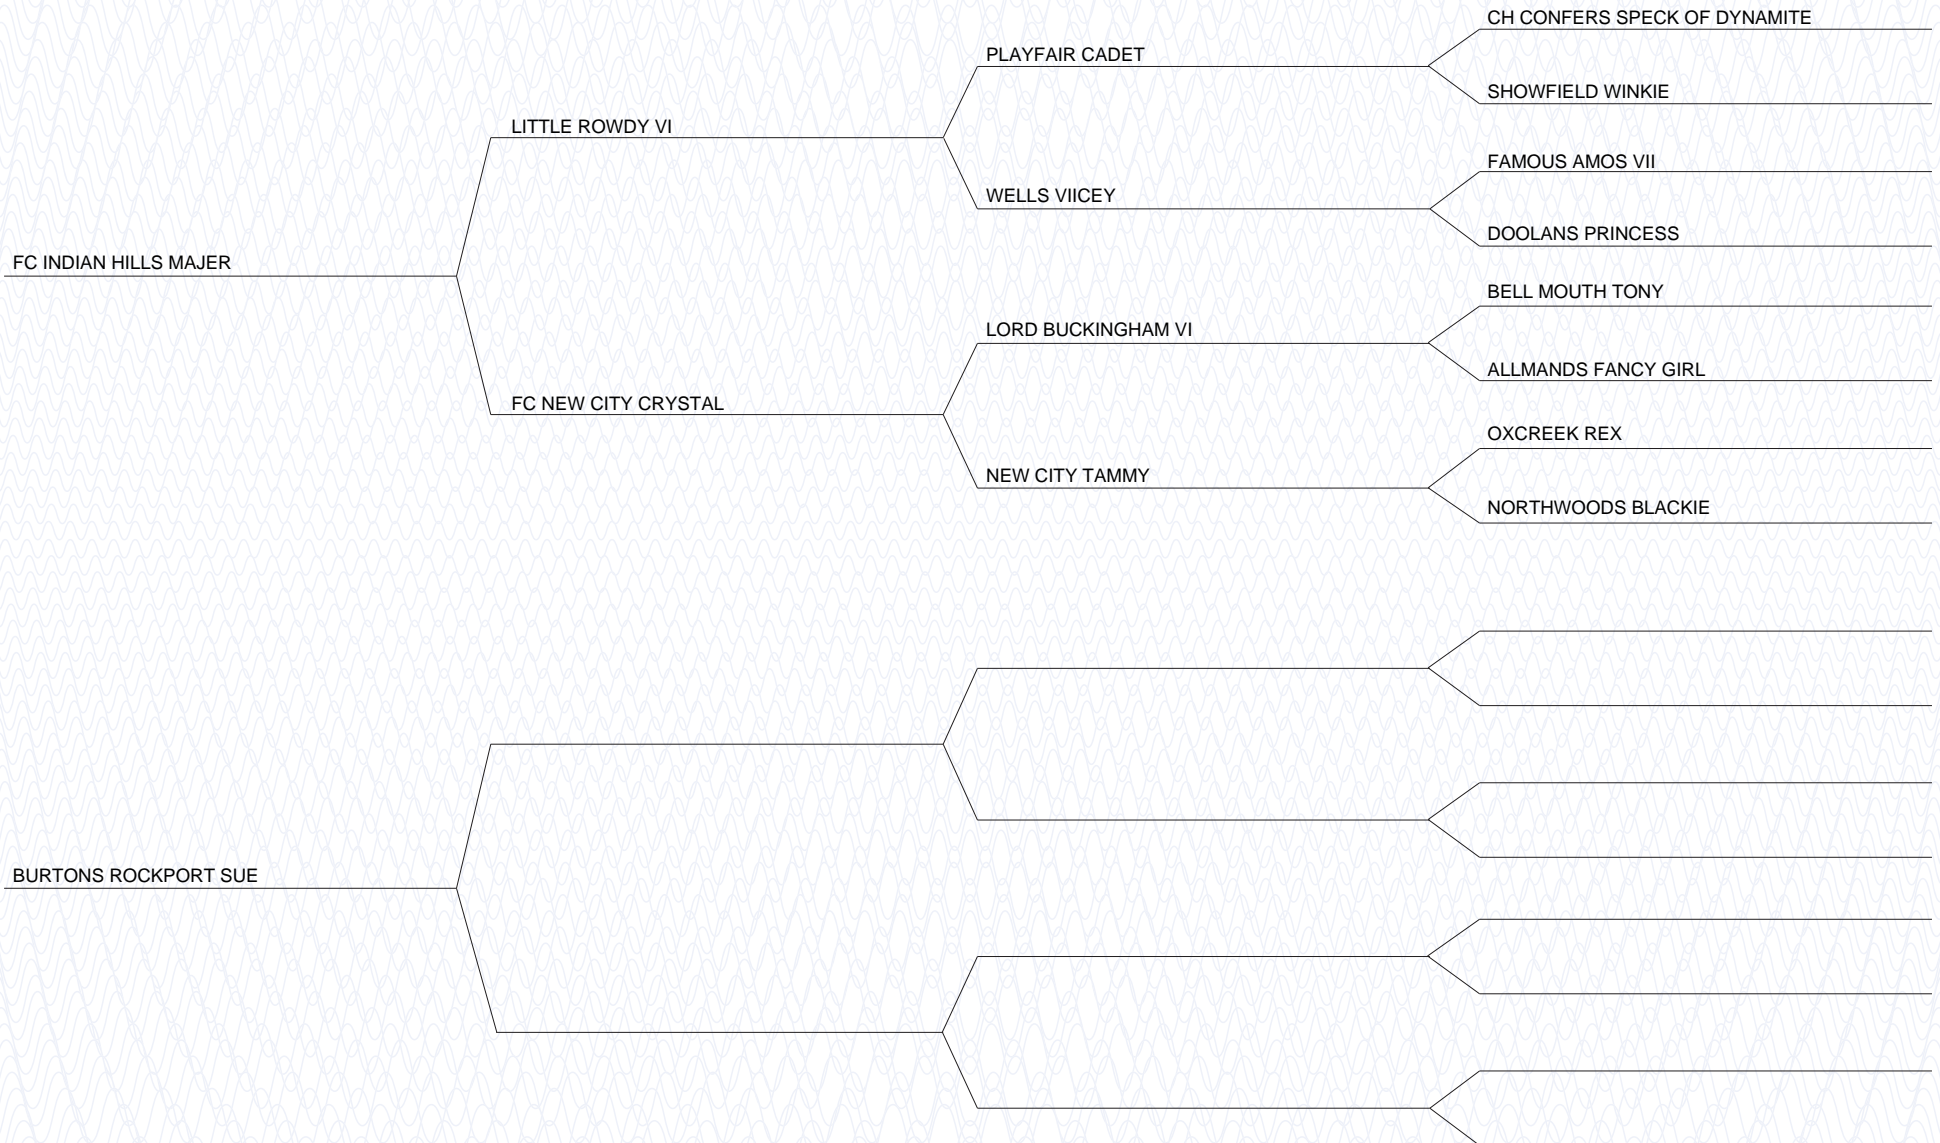 CH CONFERS SPECK OF DYNAMITE
PLAYFAIR CADET
SHOWFIELD WINKIE
LITTLE ROWDY VI
FAMOUS AMOS VII
WELLS VIICEY
DOOLANS PRINCESS
FC INDIAN HILLS MAJER
BELL MOUTH TONY
LORD BUCKINGHAM VI
ALLMANDS FANCY GIRL
FC NEW CITY CRYSTAL
OXCREEK REX
NEW CITY TAMMY
NORTHWOODS BLACKIE
BURTONS ROCKPORT SUE